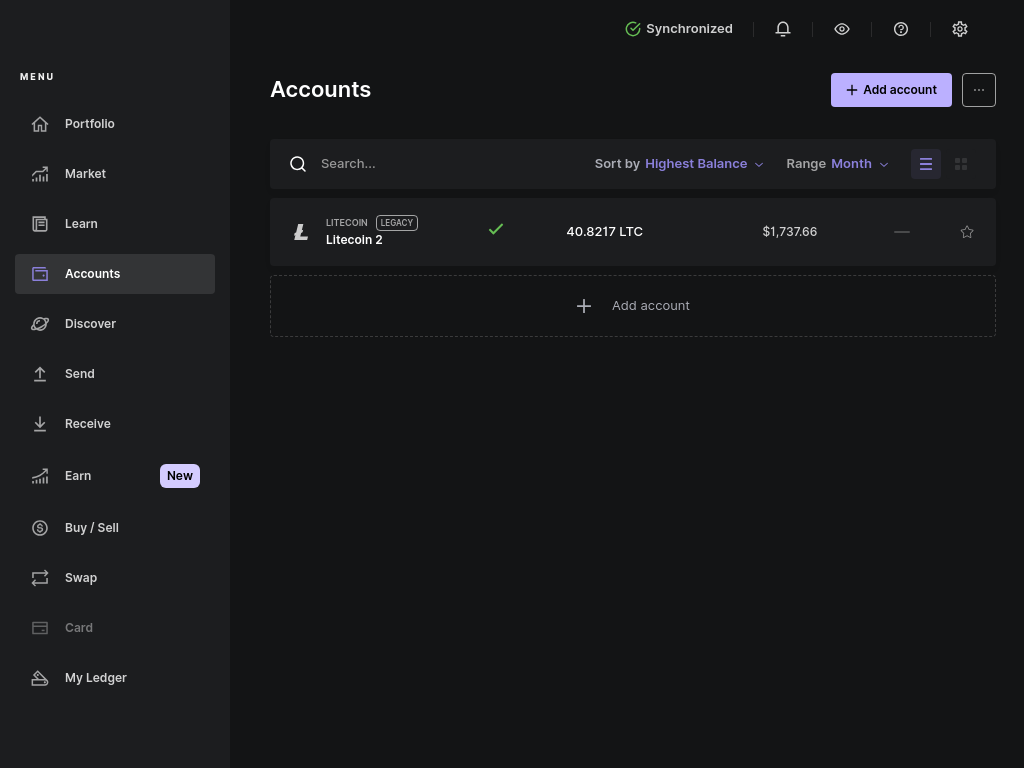 Synchronized
MENU
Portfolio
Market
Learn
Accounts
Discover
Send
Receive
Earn New
Buy / Sell
Swap
Card
My Ledger
Accounts
Add account
Search...
Sort by Highest Balance
Range Month
LITECOIN LEGACY
Litecoin 2
40.8217 LTC
$1,737.66
—
Add account